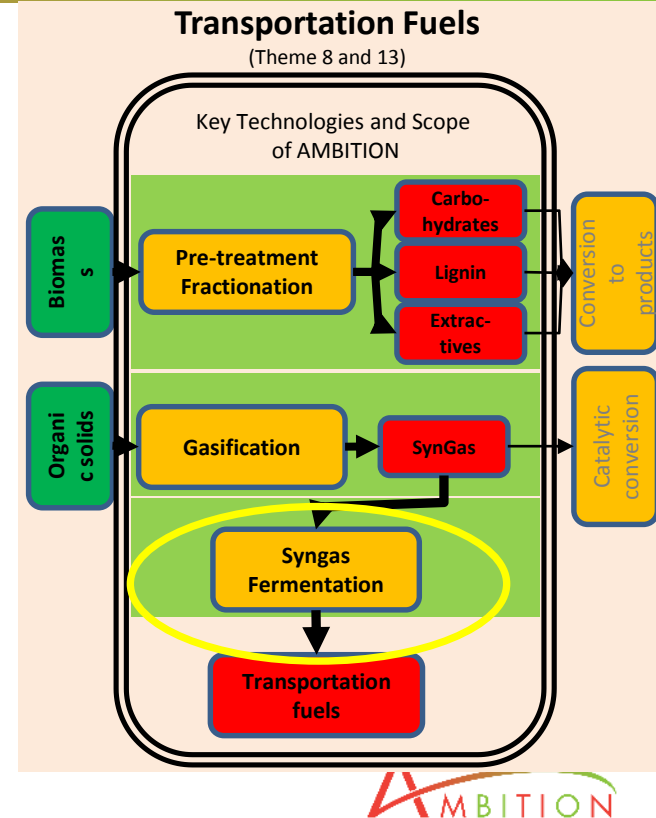 Transportation Fuels
(Theme 8 and 13)
Key Technologies and Scope
of AMBITION
Biomas
s
Pre-treatment
Fractionation
Carbo-
hydrates
Lignin
Extrac-
tives
Conversion
to
products
Organi
c solids
Gasification
SynGas
Catalytic
conversion
Syngas
Fermentation
Transportation
fuels
AMBITION